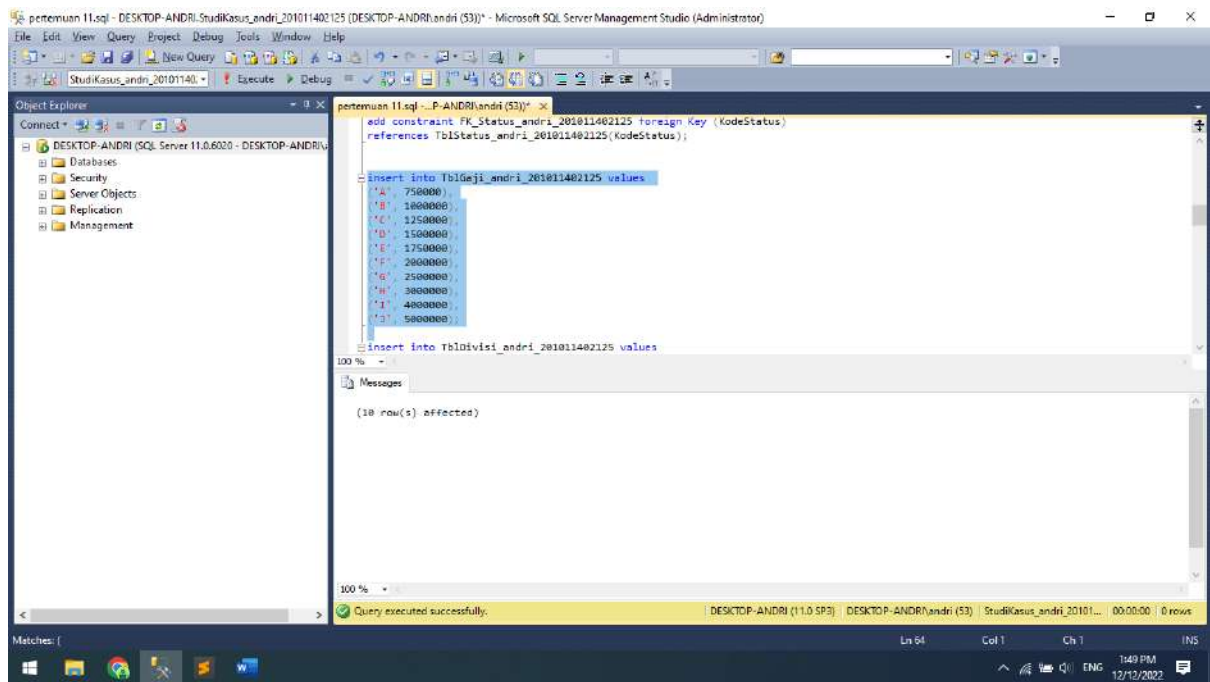 pertemuan 11.sql - DESKTOP-ANDRI.StudiKasus_andri_201011402125 (DESKTOP-ANDRI\andri (53))* - Microsoft SQL Server Management Studio (Administrator)
File Edit View Query Project Debug Tools Window Help
New Query
StudiKasus_andri_20101140 Execute Debug
Object Explorer
Connect
DESKTOP-ANDRI (SQL Server 11.0.6020 - DESKTOP-ANDRI\
Databases
Security
Server Objects
Replication
Management
pertemuan 11.sql -...P-ANDRI\andri (53))*
add constraint FK_Status_andri_201011402125 foreign Key (KodeStatus)
references TblStatus_andri_201011402125(KodeStatus);
insert into TblGaji_andri_201011402125 values
('A', 750000),
('B', 1000000),
('C', 1250000),
('D', 1500000),
('E', 1750000),
('F', 2000000),
('G', 2500000),
('H', 3000000),
('I', 4000000),
('J', 5000000);
insert into TblDivisi_andri_201011402125 values
100 %
Messages
(10 row(s) affected)
100 %
Query executed successfully. DESKTOP-ANDRI (11.0 SP3) DESKTOP-ANDRI\andri (53) StudiKasus_andri_20101... 00:00:00 0 rows
Matches: ( Ln 64 Col 1 Ch 1 INS
ENG 1:49 PM
12/12/2022